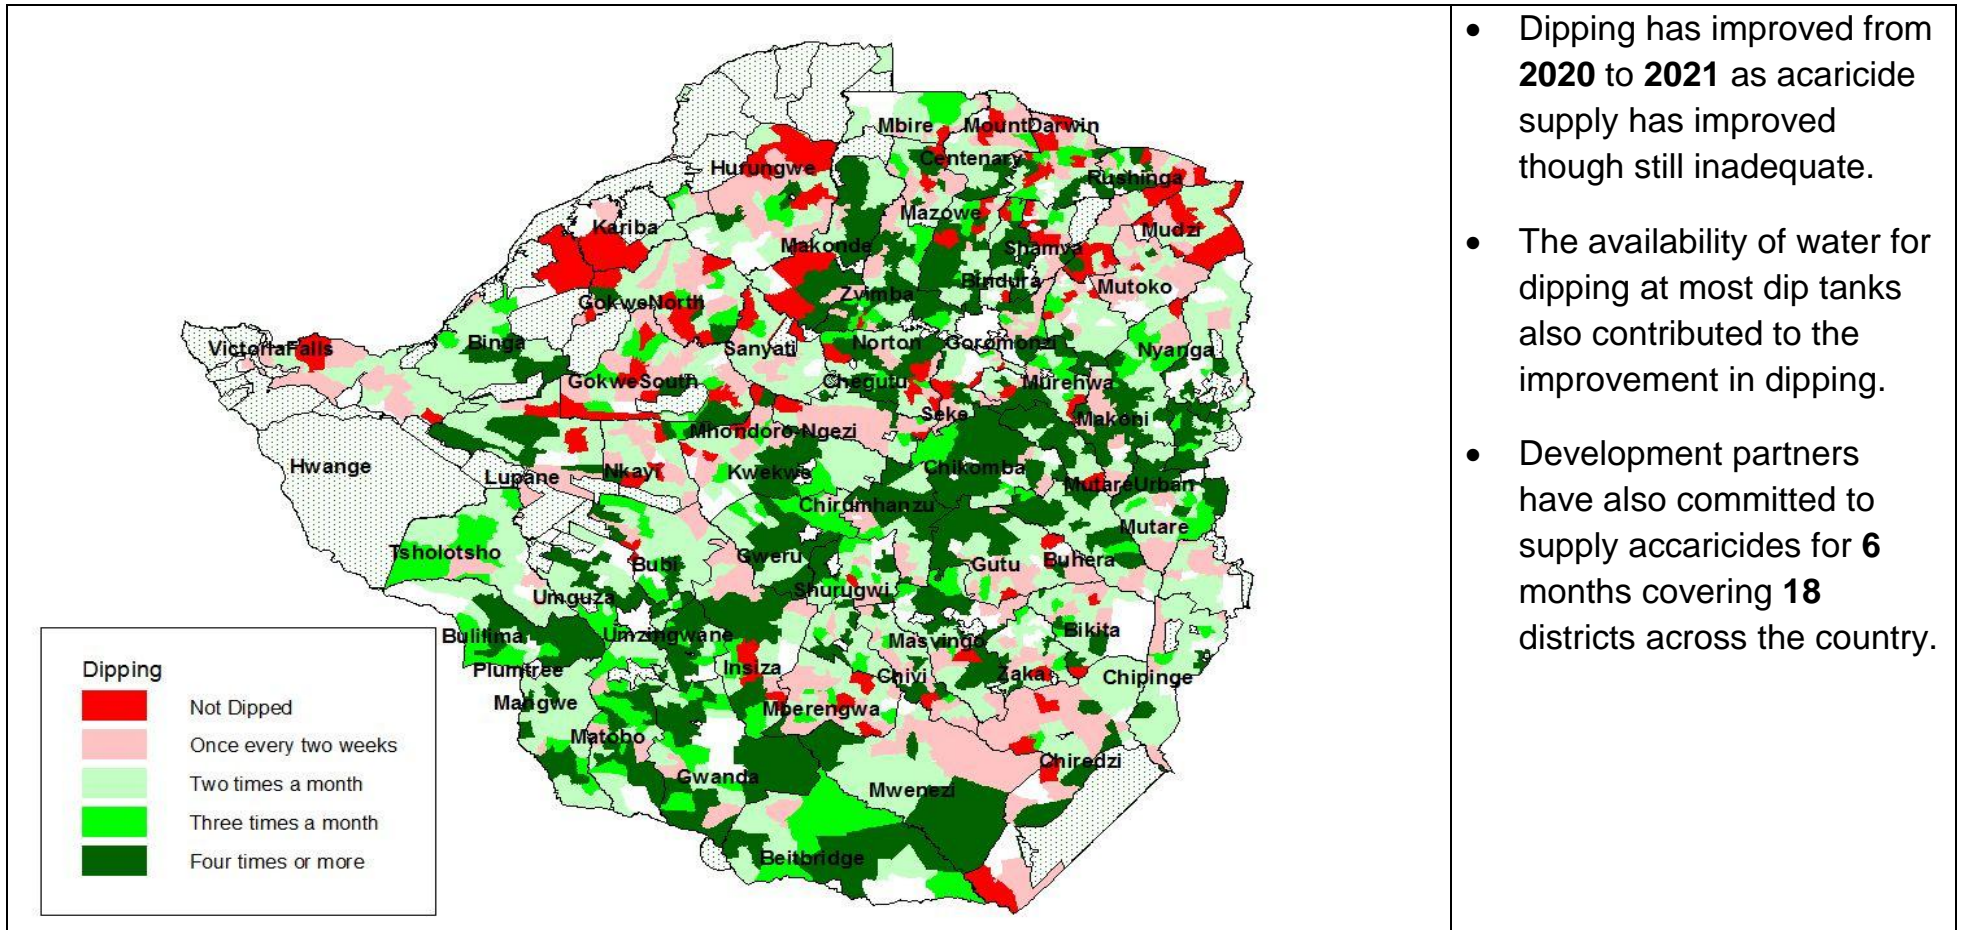 Mbire
MountDarwin
Centenary
Hurungwe
Rushinga
Mazowe
Kariba
Mudzi
Makonde
Shamva
Bindura
Mutoko
Zvimba
GokweNorth
VictoriaFalls
Binga
Sanyati
Norton
Goromonzi
Nyanga
GokweSouth
Chegutu
Murehwa
Seke
Makoni
Mhondoro-Ngezi
Hwange
Lupane
Nkayi
Kwekwe
Chikomba
MutareUrban
Chirumhanzu
Mutare
Tsholotsho
Bubi
Gweru
Gutu
Buhera
Shurugwi
Umguza
Bulilima
Umzingwane
Masvingo
Bikita
Plumtree
Insiza
Chivi
Zaka
Chipinge
Mangwe
Mberengwa
Matobo
Chiredzi
Gwanda
Mwenezi
Beitbridge
Dipping
Not Dipped
Once every two weeks
Two times a month
Three times a month
Four times or more
• Dipping has improved from
2020 to 2021 as acaricide
supply has improved
though still inadequate.
• The availability of water for
dipping at most dip tanks
also contributed to the
improvement in dipping.
• Development partners
have also committed to
supply accaricides for 6
months covering 18
districts across the country.